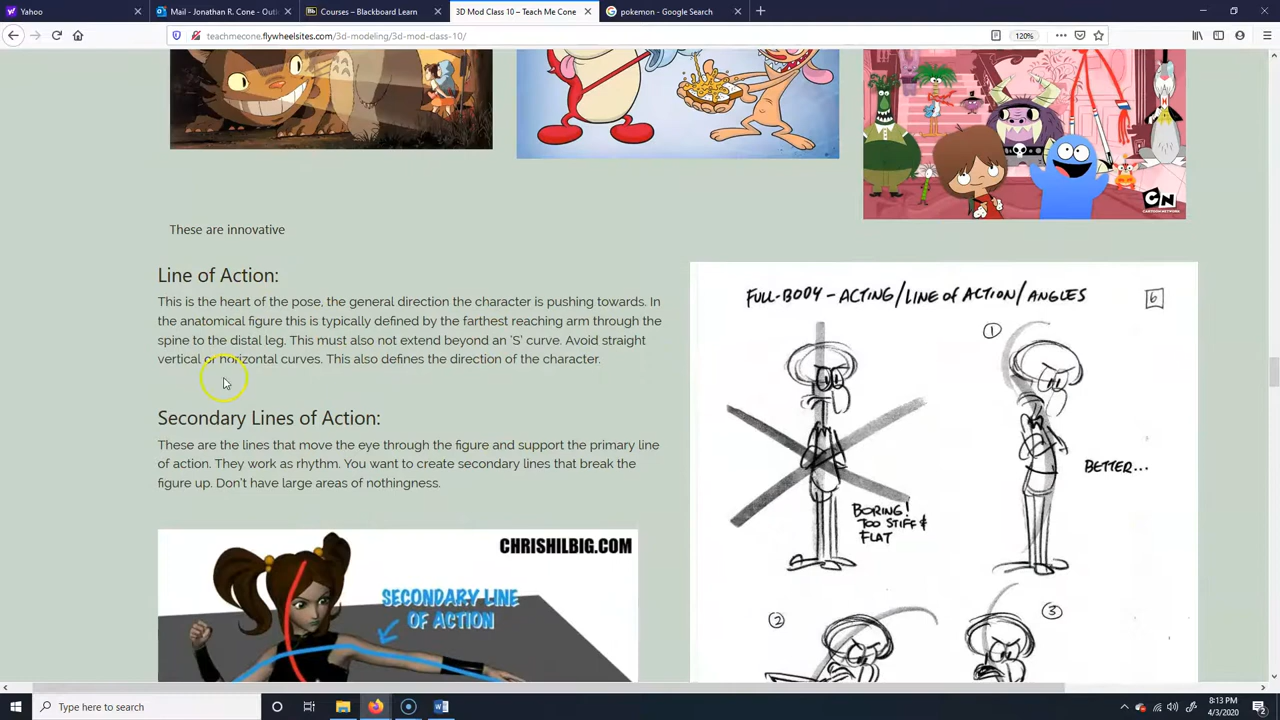 Yahoo
Mail - Jonathan R. Cone - Outl
Courses – Blackboard Learn
3D Mod Class 10 – Teach Me Cone
pokemon - Google Search
teachmecone.flywheelsites.com/3d-modeling/3d-mod-class-10/
120%
CN
CARTOON NETWORK
These are innovative
Line of Action:
This is the heart of the pose, the general direction the character is pushing towards. In
the anatomical figure this is typically defined by the farthest reaching arm through the
spine to the distal leg. This must also not extend beyond an 'S' curve. Avoid straight
vertical or horizontal curves. This also defines the direction of the character.
Secondary Lines of Action:
These are the lines that move the eye through the figure and support the primary line
of action. They work as rhythm. You want to create secondary lines that break the
figure up. Don't have large areas of nothingness.
CHRISHILBIG.COM
SECONDARY LINE
OF ACTION
FULL-BODY - ACTING/LINE OF ACTION/ANGLES
6
1
BETTER...
BORING!
TOO STIFF &
FLAT
2
3
Type here to search
8:13 PM
4/3/2020
2